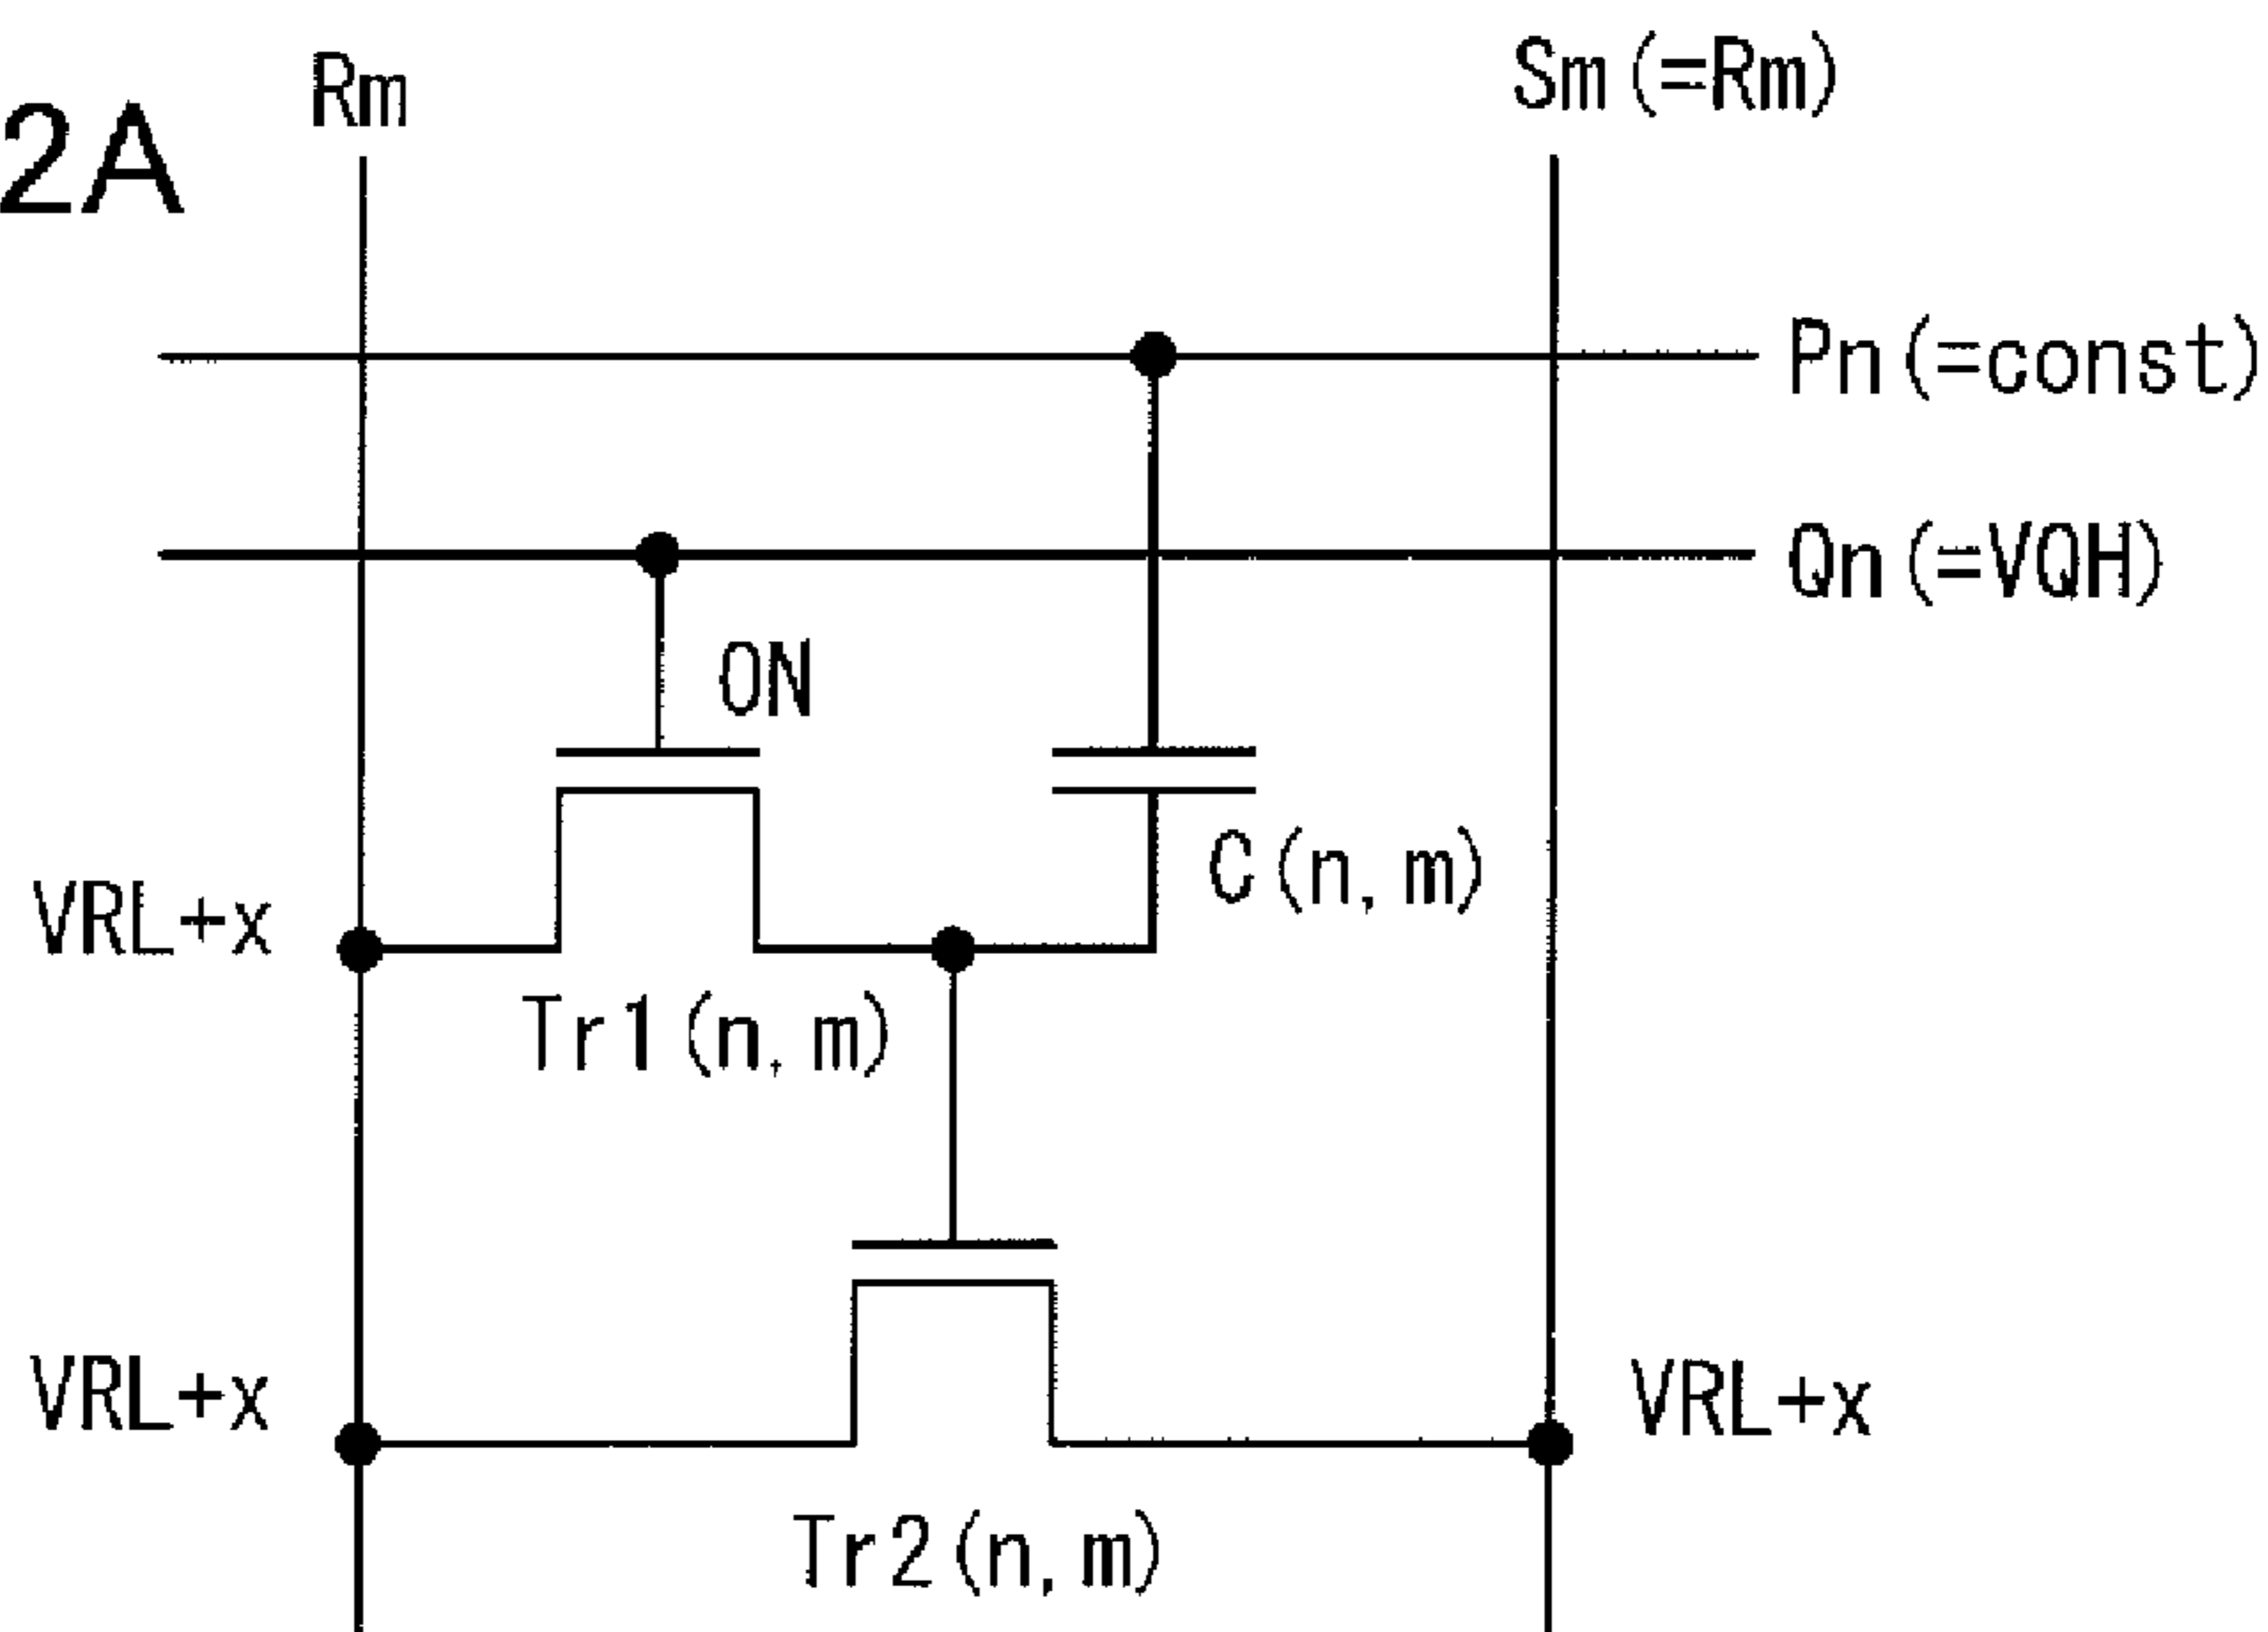 2A
Rm
Sm(=Rm)
Pn(=const)
Qn(=VQH)
ON
C(n,m)
VRL+x
Tr1(n,m)
VRL+x
VRL+x
Tr2(n,m)